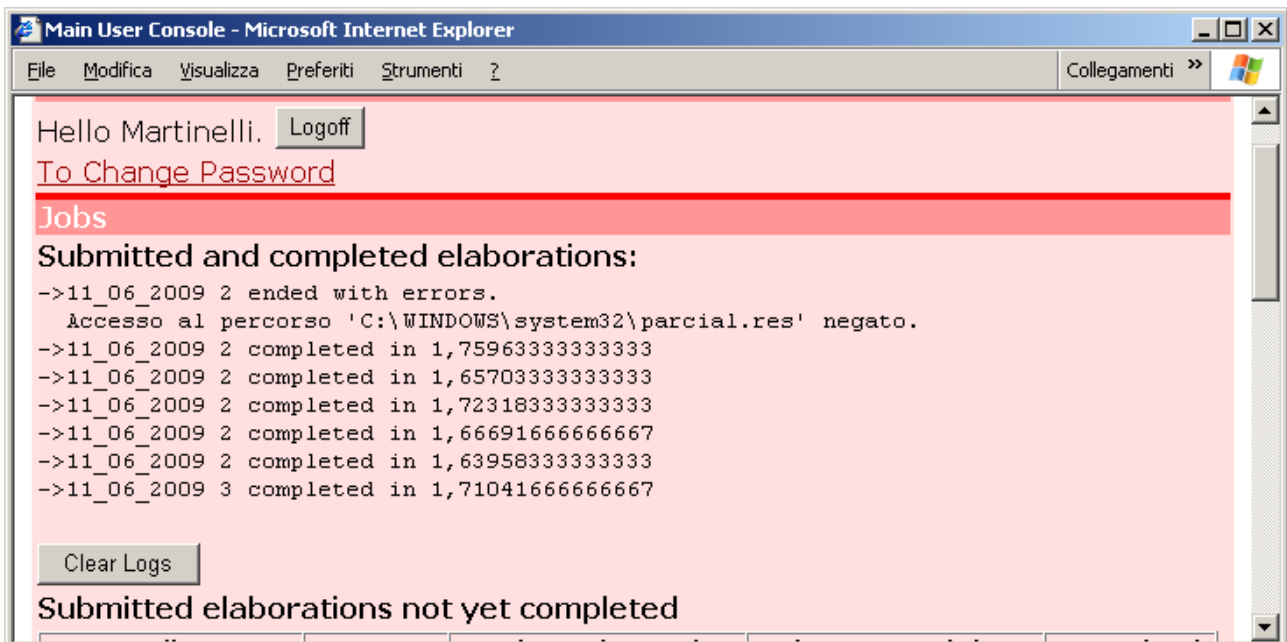 Main User Console - Microsoft Internet Explorer
File Modifica Visualizza Preferiti Strumenti ? Collegamenti »
Hello Martinelli. Logoff
To Change Password
Jobs
Submitted and completed elaborations:
->11_06_2009 2 ended with errors.
Accesso al percorso 'C:\WINDOWS\system32\parcial.res' negato.
->11_06_2009 2 completed in 1,75963333333333
->11_06_2009 2 completed in 1,65703333333333
->11_06_2009 2 completed in 1,72318333333333
->11_06_2009 2 completed in 1,66691666666667
->11_06_2009 2 completed in 1,63958333333333
->11_06_2009 3 completed in 1,71041666666667
Clear Logs
Submitted elaborations not yet completed